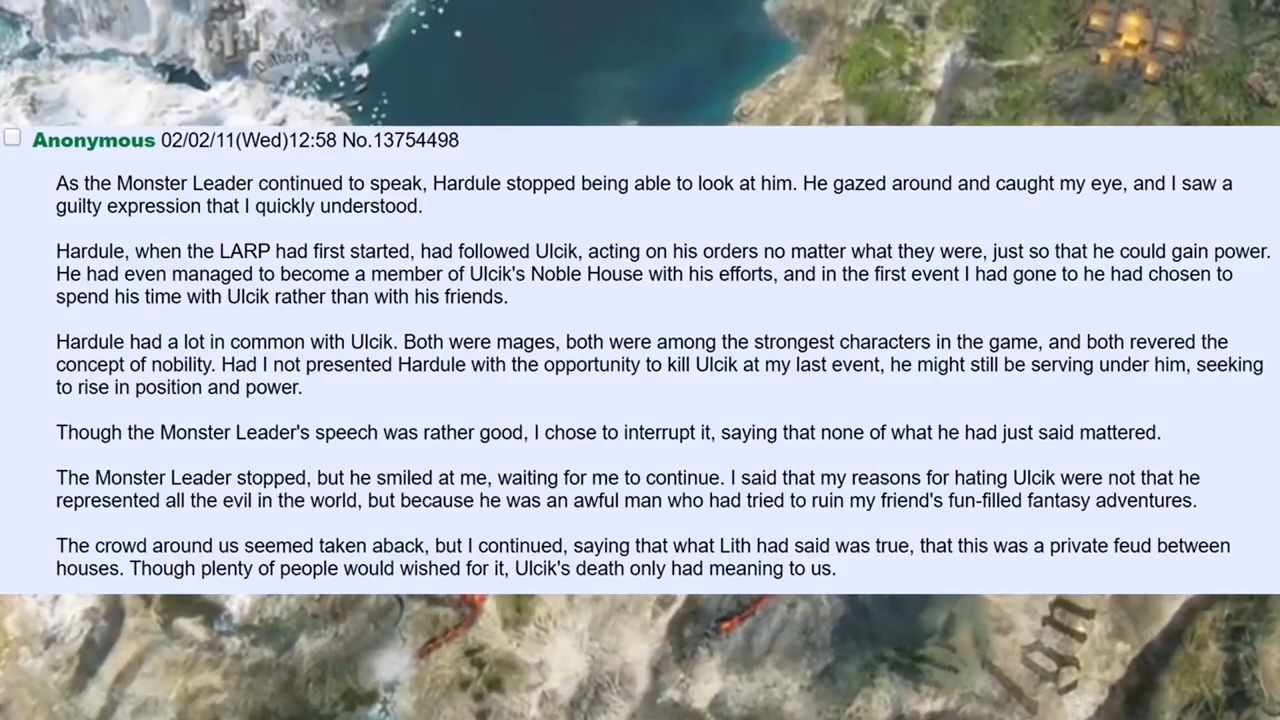 Anonymous 02/02/11(Wed)12:58 No.13754498
As the Monster Leader continued to speak, Hardule stopped being able to look at him. He gazed around and caught my eye, and I saw a
guilty expression that I quickly understood.
Hardule, when the LARP had first started, had followed Ulcik, acting on his orders no matter what they were, just so that he could gain power.
He had even managed to become a member of Ulcik's Noble House with his efforts, and in the first event I had gone to he had chosen to
spend his time with Ulcik rather than with his friends.
Hardule had a lot in common with Ulcik. Both were mages, both were among the strongest characters in the game, and both revered the
concept of nobility. Had I not presented Hardule with the opportunity to kill Ulcik at my last event, he might still be serving under him, seeking
to rise in position and power.
Though the Monster Leader's speech was rather good, I chose to interrupt it, saying that none of what he had just said mattered.
The Monster Leader stopped, but he smiled at me, waiting for me to continue. I said that my reasons for hating Ulcik were not that he
represented all the evil in the world, but because he was an awful man who had tried to ruin my friend's fun-filled fantasy adventures.
The crowd around us seemed taken aback, but I continued, saying that what Lith had said was true, that this was a private feud between
houses. Though plenty of people would wished for it, Ulcik's death only had meaning to us.